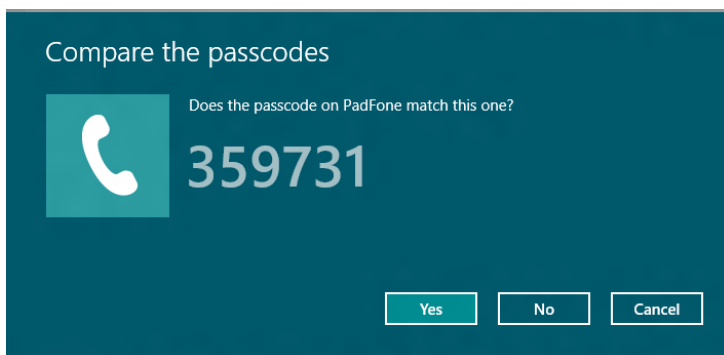 Compare the passcodes
Does the passcode on PadFone match this one?
359731
Yes No Cancel